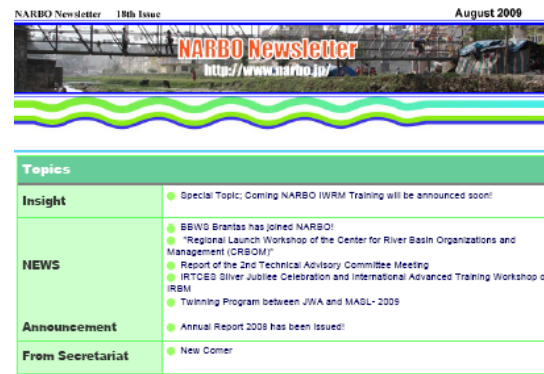 NARBO Newsletter 18th Issue August 2009
NARBO Newsletter
http://www.narbo.jp/
Topics
Insight
Special Topic; Coming NARBO IWRM Training will be announced soon!
NEWS
BBWS Brantas has joined NARBO!
"Regional Launch Workshop of the Center for River Basin Organizations and
Management (CRBOM)"
Report of the 2nd Technical Advisory Committee Meeting
IRTCES Silver Jubilee Celebration and International Advanced Training Workshop
IRBM
Twinning Program between JWA and MASL- 2009
Announcement
Annual Report 2008 has been issued!
From Secretariat
New Comer